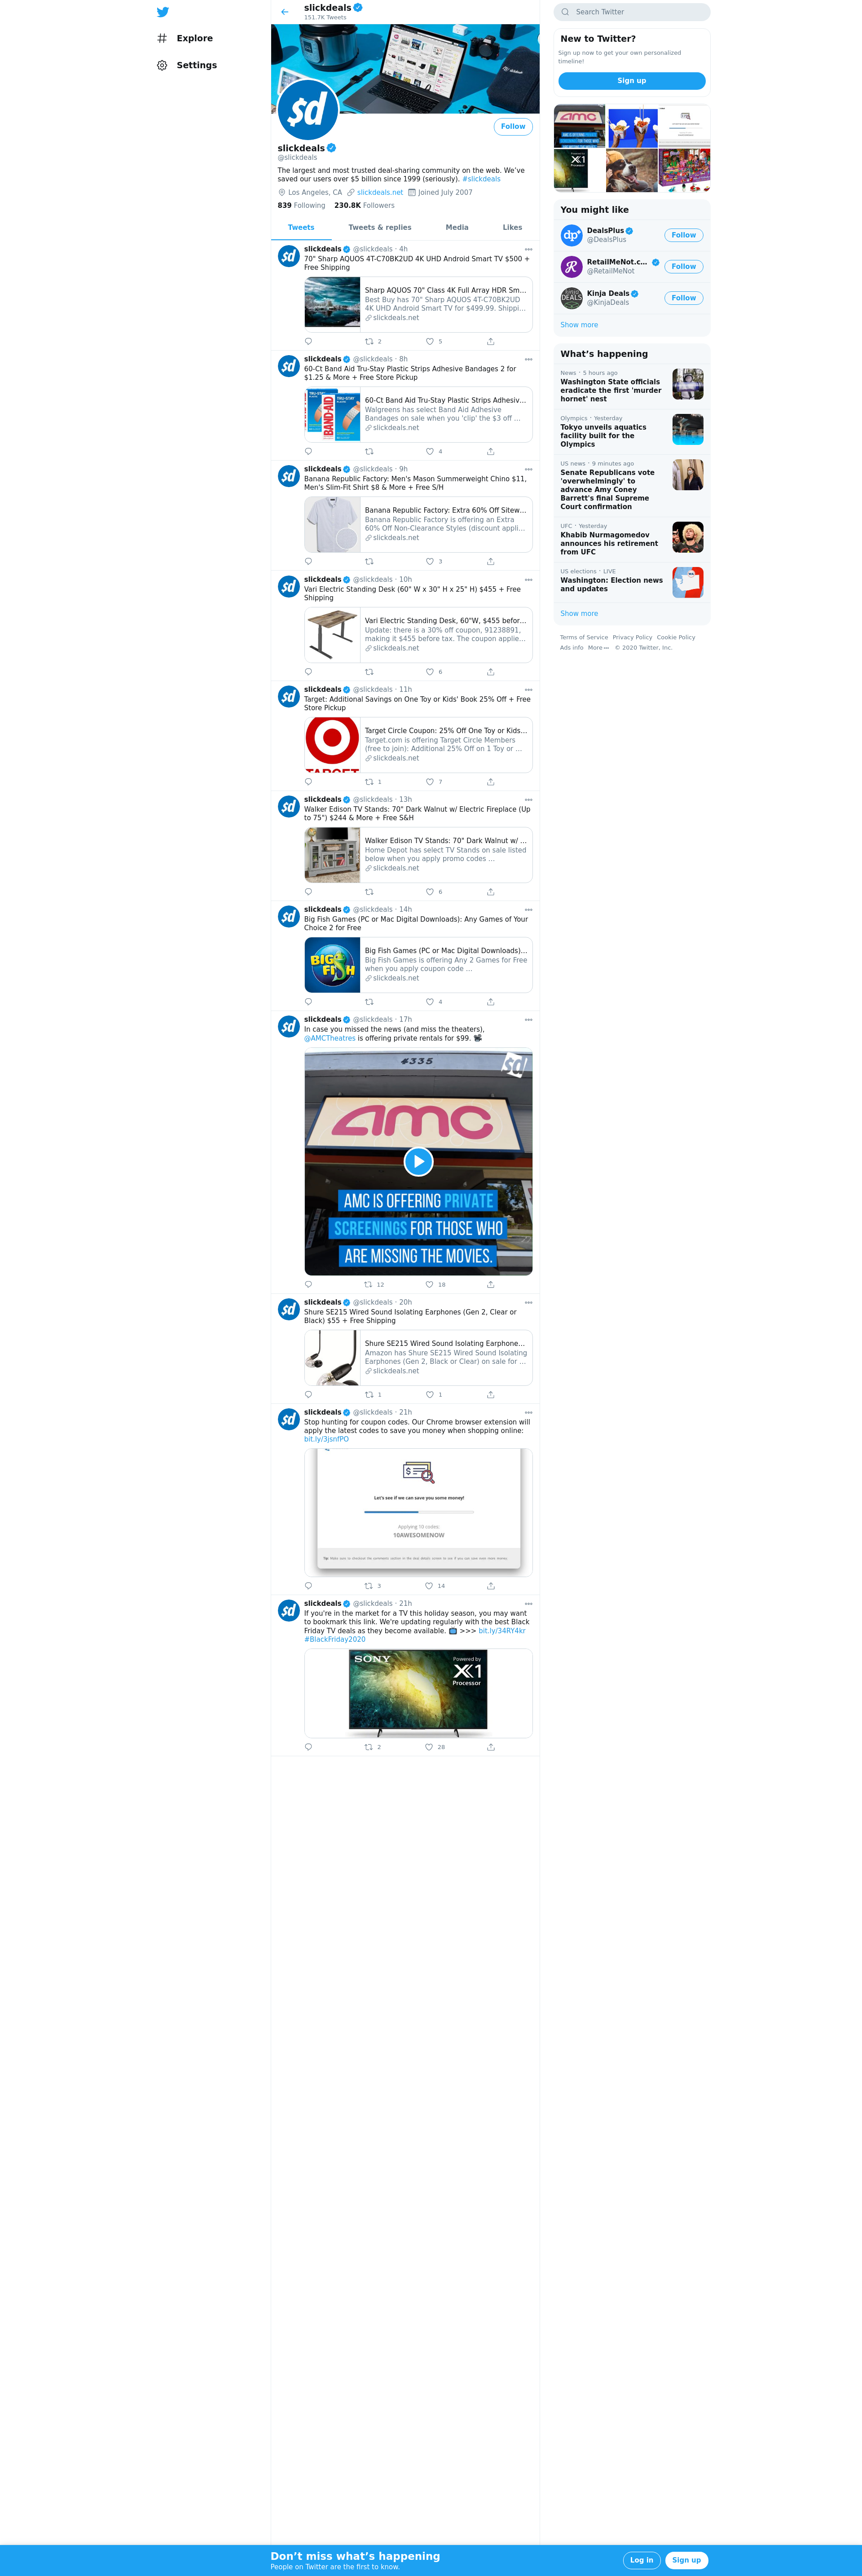 Explore
Settings
slickdeals
151.7K Tweets
$d
slickdeals
@slickdeals
Follow
The largest and most trusted deal-sharing community on the web. We've
saved our users over $5 billion since 1999 (seriously). #slickdeals
Los Angeles, CA slickdeals.net Joined July 2007
839 Following 230.8K Followers
Tweets Tweets & replies Media Likes
slickdeals @slickdeals · 4h
70" Sharp AQUOS 4T-C70BK2UD 4K UHD Android Smart TV $500 +
Free Shipping
Sharp AQUOS 70" Class 4K Full Array HDR Sm...
Best Buy has 70" Sharp AQUOS 4T-C70BK2UD
4K UHD Android Smart TV for $499.99. Shippi...
slickdeals.net
2 5
slickdeals @slickdeals · 8h
60-Ct Band Aid Tru-Stay Plastic Strips Adhesive Bandages 2 for
$1.25 & More + Free Store Pickup
TRU-STAY
BAND-AID
TRU-STAY
60-Ct Band Aid Tru-Stay Plastic Strips Adhesiv...
Walgreens has select Band Aid Adhesive
Bandages on sale when you 'clip' the $3 off ...
slickdeals.net
4
slickdeals @slickdeals · 9h
Banana Republic Factory: Men's Mason Summerweight Chino $11,
Men's Slim-Fit Shirt $8 & More + Free S/H
Banana Republic Factory: Extra 60% Off Sitew...
Banana Republic Factory is offering an Extra
60% Off Non-Clearance Styles (discount appli...
slickdeals.net
3
slickdeals @slickdeals · 10h
Vari Electric Standing Desk (60" W x 30" H x 25" H) $455 + Free
Shipping
Vari Electric Standing Desk, 60"W, $455 befor...
Update: there is a 30% off coupon, 91238891,
making it $455 before tax. The coupon applie...
slickdeals.net
6
slickdeals @slickdeals · 11h
Target: Additional Savings on One Toy or Kids' Book 25% Off + Free
Store Pickup
TARGET
Target Circle Coupon: 25% Off One Toy or Kids...
Target.com is offering Target Circle Members
(free to join): Additional 25% Off on 1 Toy or ...
slickdeals.net
1 7
slickdeals @slickdeals · 13h
Walker Edison TV Stands: 70" Dark Walnut w/ Electric Fireplace (Up
to 75") $244 & More + Free S&H
Walker Edison TV Stands: 70" Dark Walnut w/ ...
Home Depot has select TV Stands on sale listed
below when you apply promo codes ...
slickdeals.net
6
slickdeals @slickdeals · 14h
Big Fish Games (PC or Mac Digital Downloads): Any Games of Your
Choice 2 for Free
BIG
FISH
Big Fish Games (PC or Mac Digital Downloads)...
Big Fish Games is offering Any 2 Games for Free
when you apply coupon code ...
slickdeals.net
4
slickdeals @slickdeals · 17h
In case you missed the news (and miss the theaters),
@AMCTheatres is offering private rentals for $99.
4335
sd
amc
AMC IS OFFERING PRIVATE
SCREENINGS FOR THOSE WHO
ARE MISSING THE MOVIES.
12 18
slickdeals @slickdeals · 20h
Shure SE215 Wired Sound Isolating Earphones (Gen 2, Clear or
Black) $55 + Free Shipping
Shure SE215 Wired Sound Isolating Earphone...
Amazon has Shure SE215 Wired Sound Isolating
Earphones (Gen 2, Black or Clear) on sale for ...
slickdeals.net
1 1
slickdeals @slickdeals · 21h
Stop hunting for coupon codes. Our Chrome browser extension will
apply the latest codes to save you money when shopping online:
bit.ly/3jsnfPO
Let's see if we can save you some money!
Applying 10 codes:
10AWESOMENOW
3 14
slickdeals @slickdeals · 21h
If you're in the market for a TV this holiday season, you may want
to bookmark this link. We're updating regularly with the best Black
Friday TV deals as they become available. >>> bit.ly/34RY4kr
#BlackFriday2020
SONY
Powered by
X1
Processor
2 28
Search Twitter
New to Twitter?
Sign up now to get your own personalized
timeline!
Sign up
amc
X1
Processor
You might like
dp
DealsPlus
@DealsPlus
Follow
R
RetailMeNot.c...
@RetailMeNot
Follow
DEALS
Kinja Deals
@KinjaDeals
Follow
Show more
What's happening
News · 5 hours ago
Washington State officials
eradicate the first 'murder
hornet' nest
Olympics · Yesterday
Tokyo unveils aquatics
facility built for the
Olympics
US news · 9 minutes ago
Senate Republicans vote
'overwhelmingly' to
advance Amy Coney
Barrett's final Supreme
Court confirmation
UFC · Yesterday
Khabib Nurmagomedov
announces his retirement
from UFC
US elections · LIVE
Washington: Election news
and updates
Show more
Terms of Service Privacy Policy Cookie Policy
Ads info More © 2020 Twitter, Inc.
Don't miss what's happening
People on Twitter are the first to know.
Log in Sign up